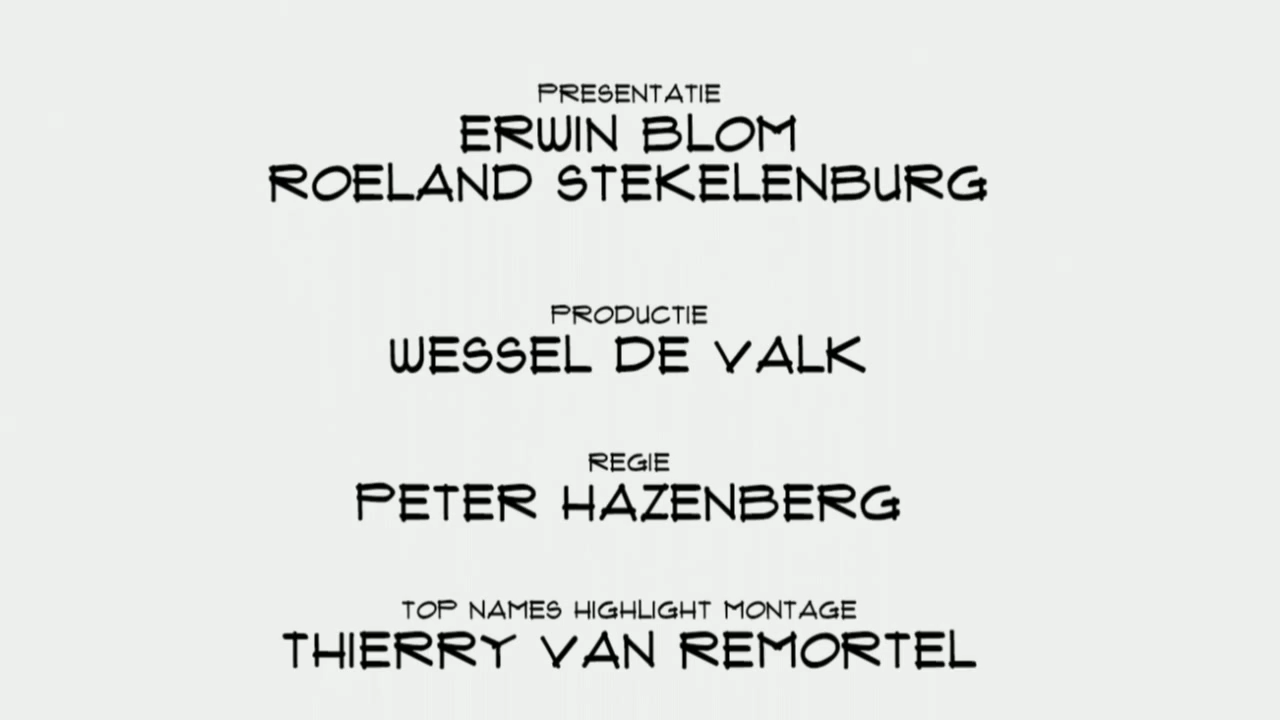 PRESENTATIE
ERWIN BLOM
ROELAND STEKELENBURG
PRODUCTIE
WESSEL DE VALK
REGIE
PETER HAZENBERG
TOP NAMES HIGHLIGHT MONTAGE
THIERRY VAN REMORTEL